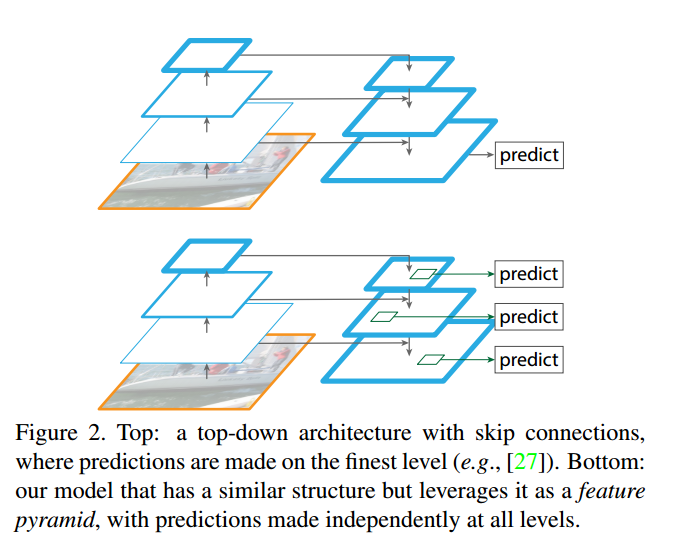 predict
predict
predict
predict
Figure 2. Top: a top-down architecture with skip connections,
where predictions are made on the finest level (e.g., [27]). Bottom:
our model that has a similar structure but leverages it as a feature
pyramid, with predictions made independently at all levels.